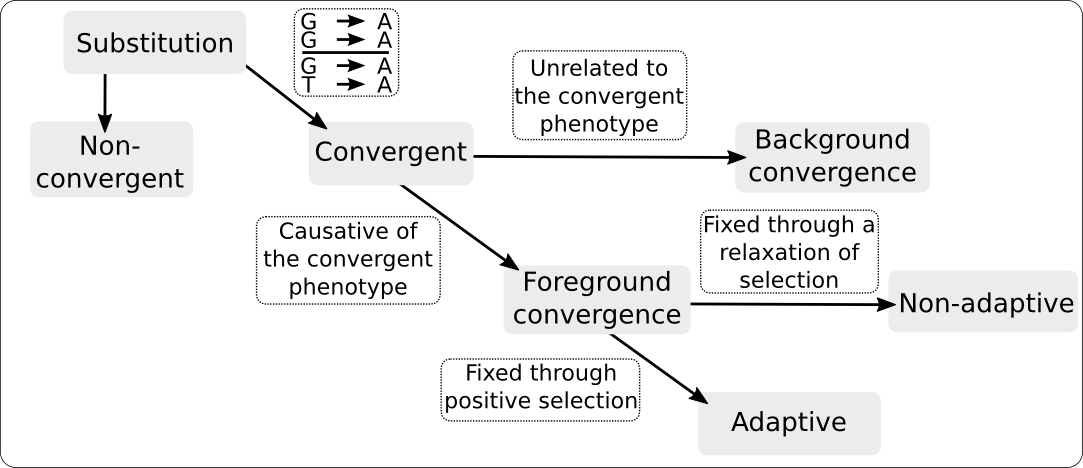 Substitution
G → A
G → A
G → A
T → A
Non-
convergent
Convergent
Unrelated to
the convergent
phenotype
Background
convergence
Causative of
the convergent
phenotype
Foreground
convergence
Fixed through a
relaxation of
selection
Non-adaptive
Fixed through
positive selection
Adaptive